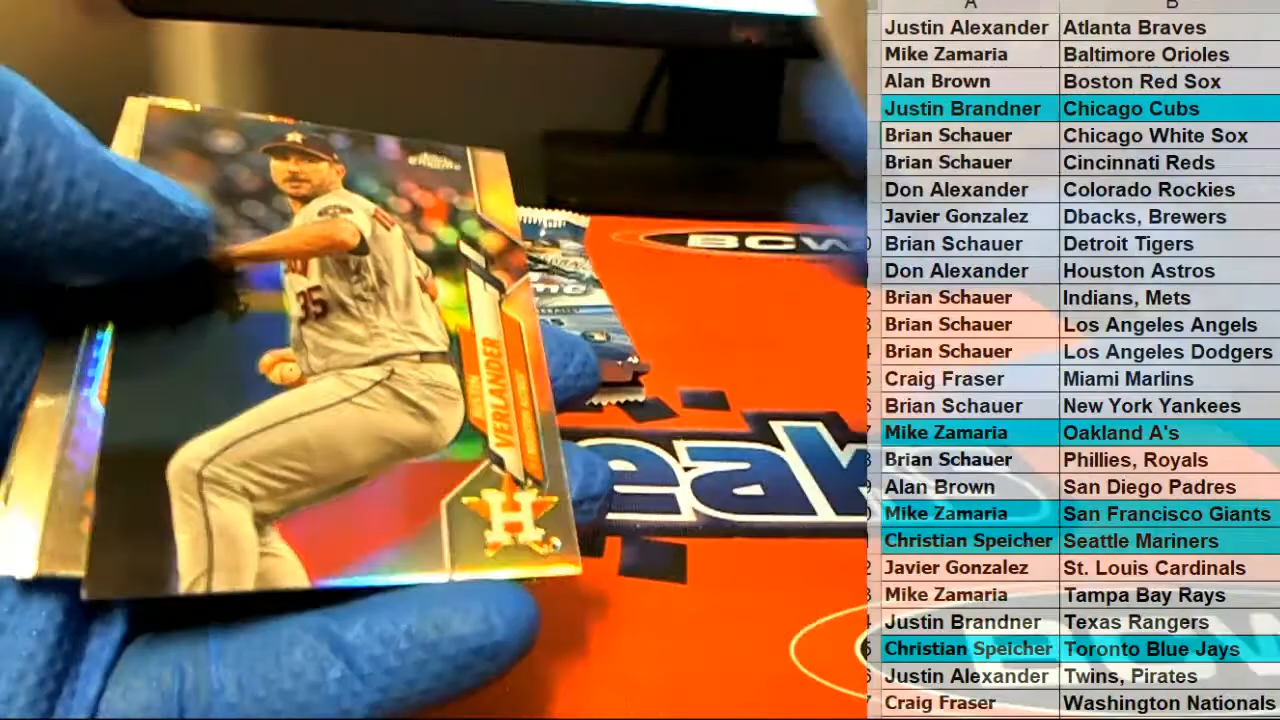 A B
Justin Alexander Atlanta Braves
Mike Zamaria Baltimore Orioles
Alan Brown Boston Red Sox
Justin Brandner Chicago Cubs
Brian Schauer Chicago White Sox
Brian Schauer Cincinnati Reds
Don Alexander Colorado Rockies
Javier Gonzalez Dbacks, Brewers
Brian Schauer Detroit Tigers
Don Alexander Houston Astros
Brian Schauer Indians, Mets
Brian Schauer Los Angeles Angels
Brian Schauer Los Angeles Dodgers
Craig Fraser Miami Marlins
Brian Schauer New York Yankees
Mike Zamaria Oakland A's
Brian Schauer Phillies, Royals
Alan Brown San Diego Padres
Mike Zamaria San Francisco Giants
Christian Speicher Seattle Mariners
Javier Gonzalez St. Louis Cardinals
Mike Zamaria Tampa Bay Rays
Justin Brandner Texas Rangers
Christian Speicher Toronto Blue Jays
Justin Alexander Twins, Pirates
Craig Fraser Washington Nationals
35
JUSTIN
VERLANDER
H
BCW
eak
BCW